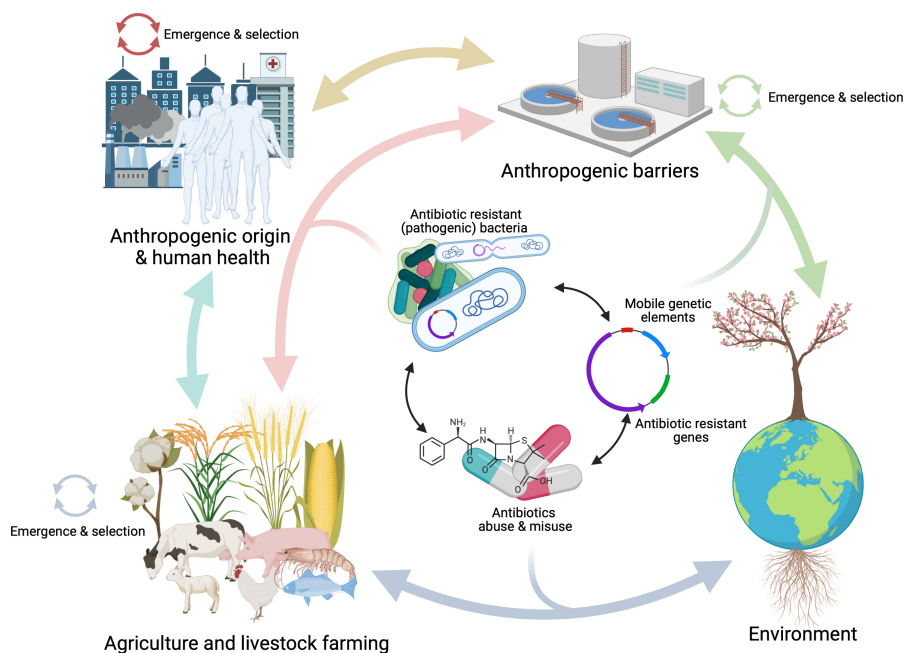 Emergence & selection
Emergence & selection
Anthropogenic barriers
Anthropogenic origin
& human health
Antibiotic resistant
(pathogenic) bacteria
Mobile genetic
elements
Antibiotic resistant
genes
NH₂
H
N
O
H
S
N
O
O
OH
Antibiotics
abuse & misuse
Emergence & selection
Agriculture and livestock farming
Environment